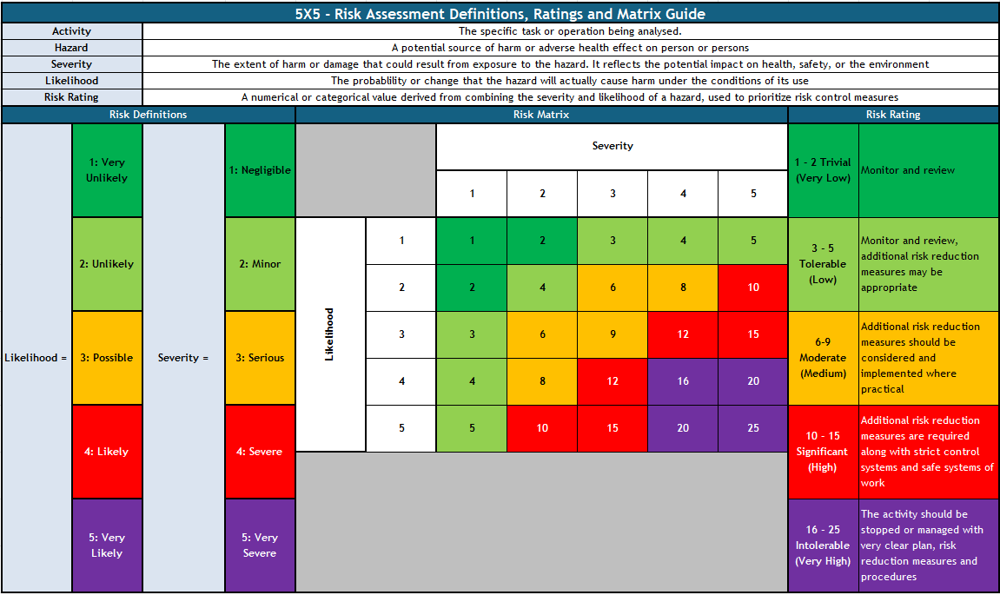 5X5 - Risk Assessment Definitions, Ratings and Matrix Guide
Activity The specific task or operation being analysed.
Hazard A potential source of harm or adverse health effect on person or persons
Severity The extent of harm or damage that could result from exposure to the hazard. It reflects the potential impact on health, safety, or the environment
Likelihood The probablility or change that the hazard will actually cause harm under the conditions of its use
Risk Rating A numerical or categorical value derived from combining the severity and likelihood of a hazard, used to prioritize risk control measures
Risk Definitions Risk Matrix Risk Rating
Likelihood =
1: Very
Unlikely
2: Unlikely
3: Possible
4: Likely
5: Very
Likely
Severity =
1: Negligible
2: Minor
3: Serious
4: Severe
5: Very
Severe
Severity
1 2 3 4 5
Likelihood
1 1 2 3 4 5
2 2 4 6 8 10
3 3 6 9 12 15
4 4 8 12 16 20
5 5 10 15 20 25
1 - 2 Trivial
(Very Low)
Monitor and review
3 - 5
Tolerable
(Low)
Monitor and review,
additional risk reduction
measures may be
appropriate
6-9
Moderate
(Medium)
Additional risk reduction
measures should be
considered and
implemented where
practical
10 - 15
Significant
(High)
Additional risk reduction
measures are required
along with strict control
systems and safe systems of
work
16 - 25
Intolerable
(Very High)
The activity should be
stopped or managed with
very clear plan, risk
reduction measures and
procedures